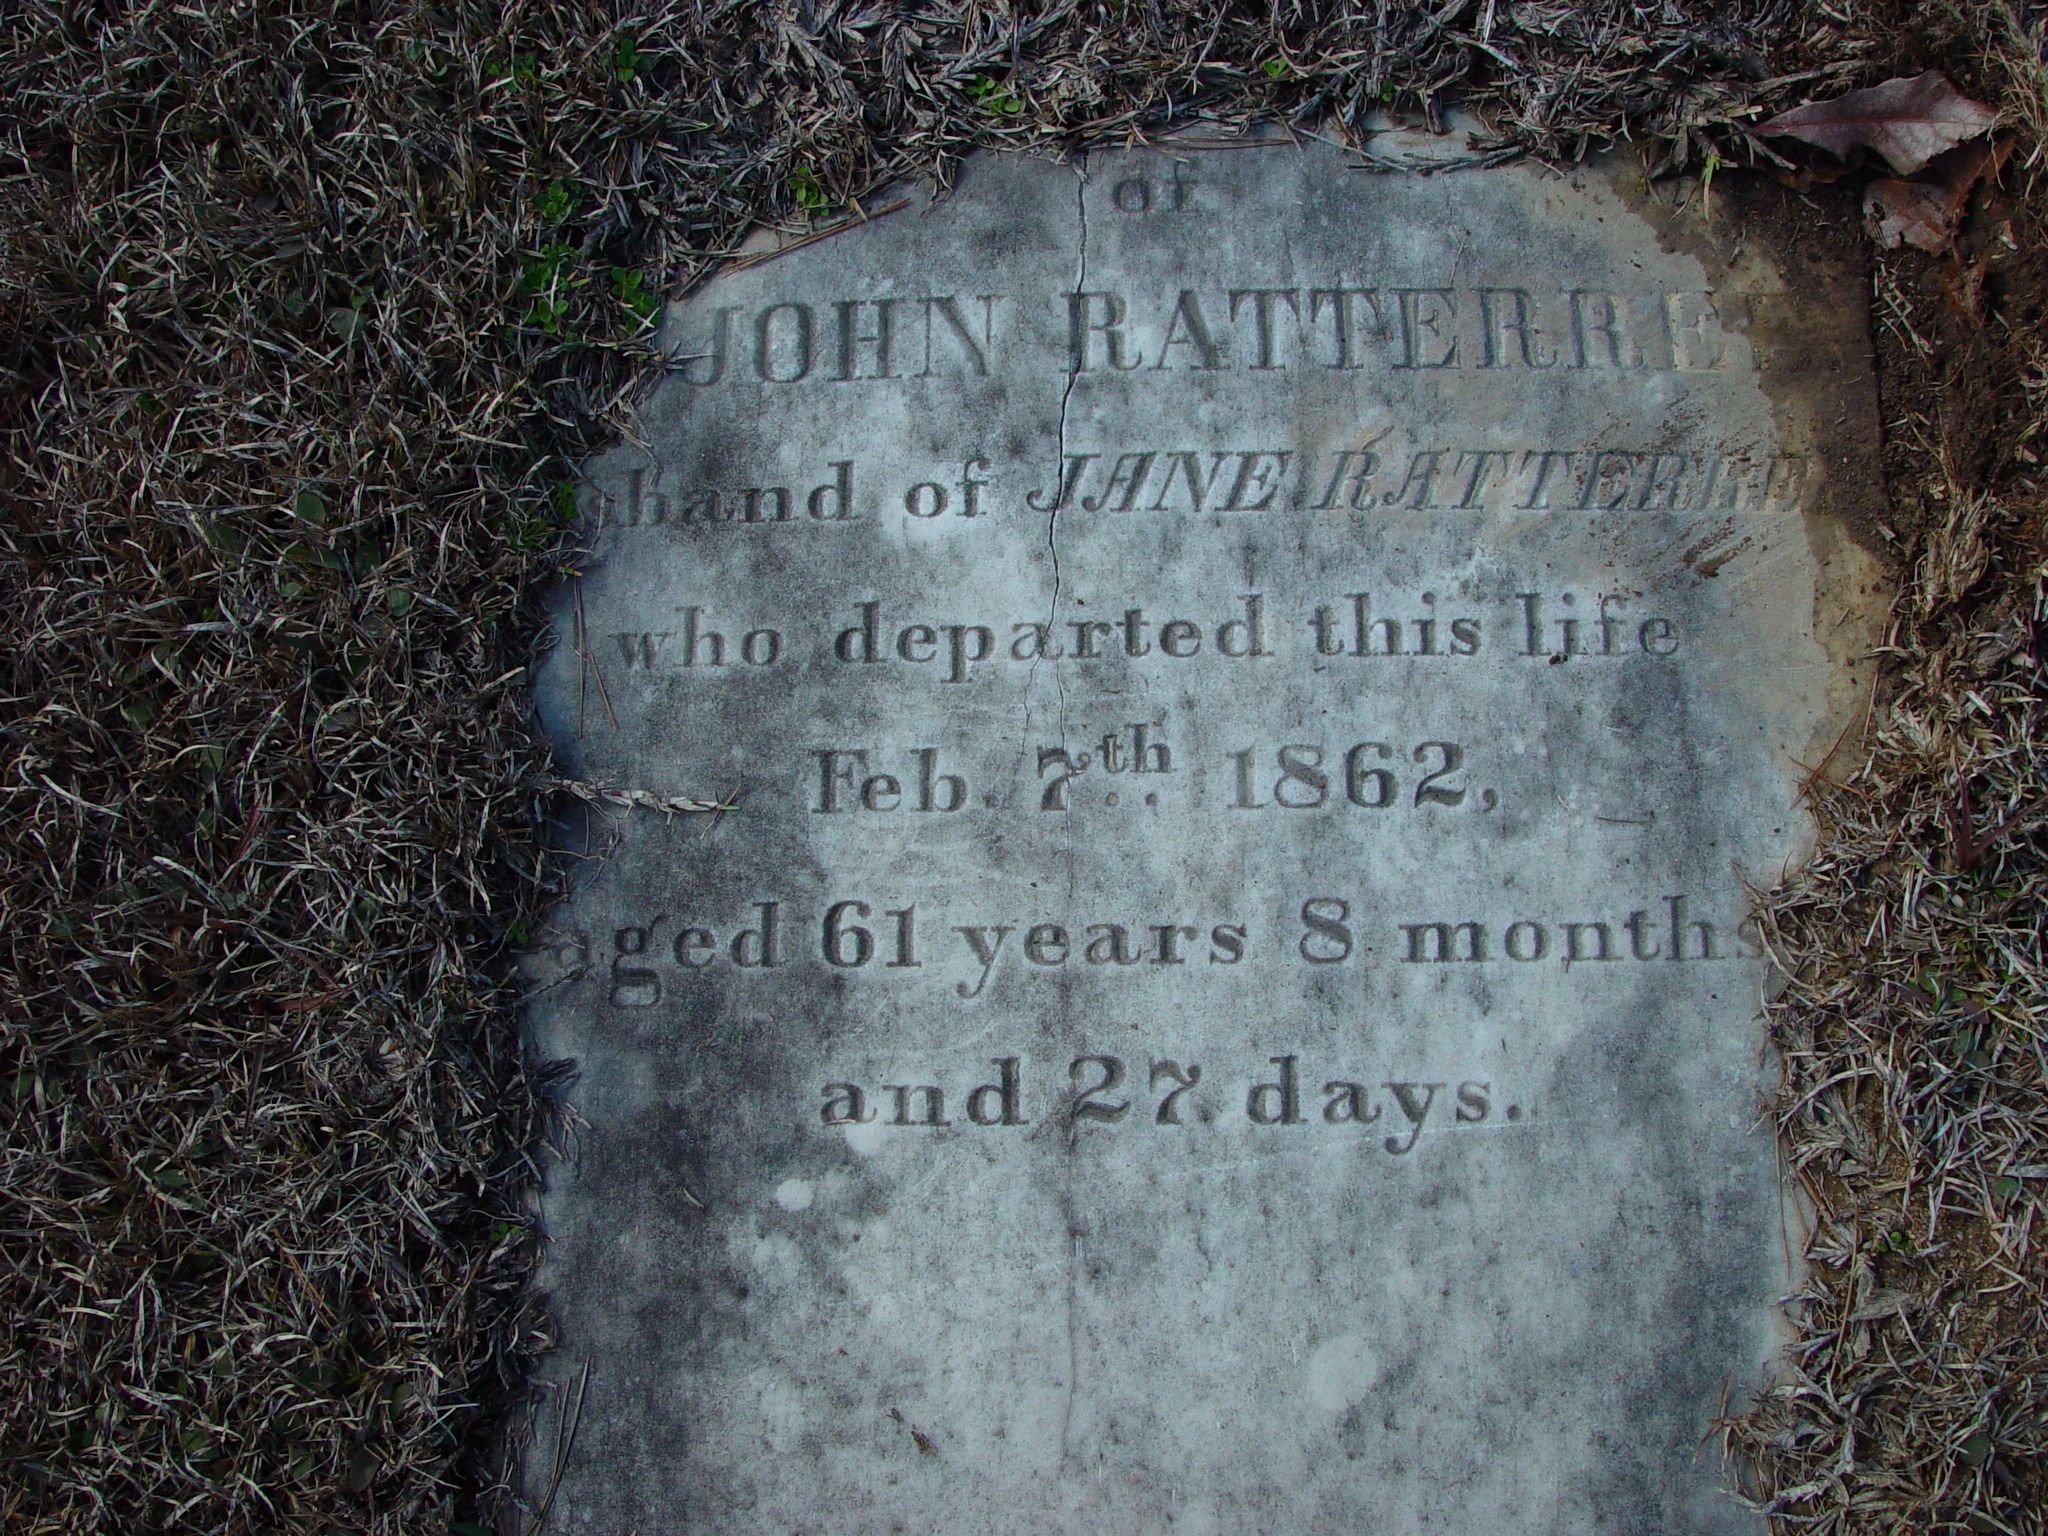 of
JOHN RATTERREE
husband of JANE RATTERREE
who departed this life
Feb. 7th. 1862,
aged 61 years 8 months
and 27 days.